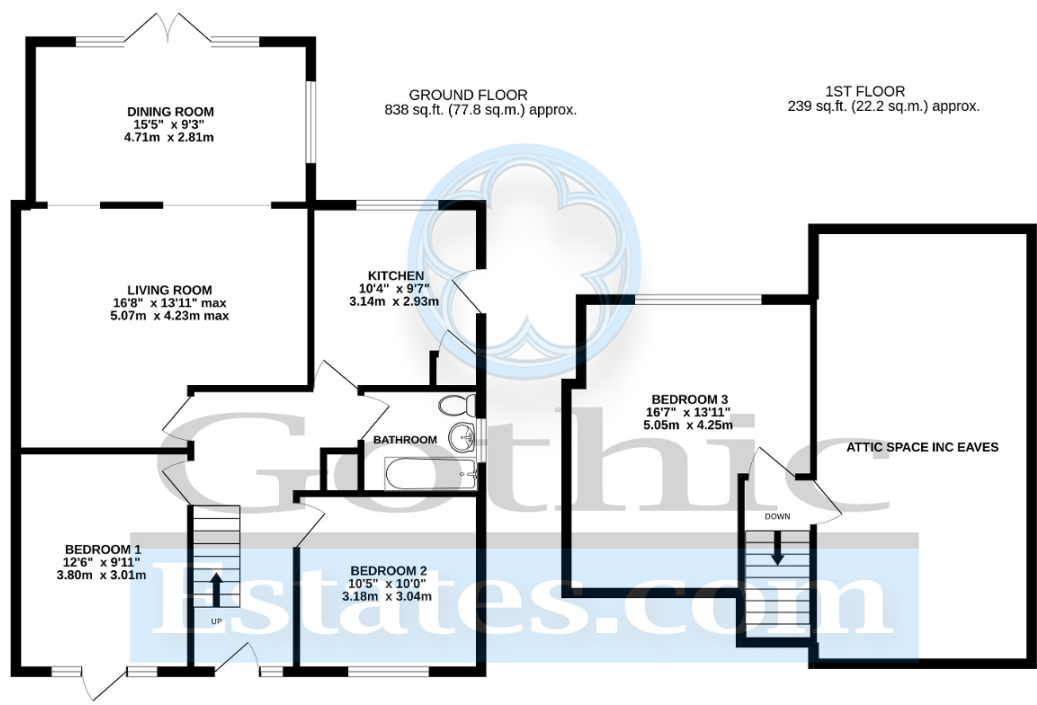 GROUND FLOOR
838 sq.ft. (77.8 sq.m.) approx.
1ST FLOOR
239 sq.ft. (22.2 sq.m.) approx.
DINING ROOM
15'5" x 9'3"
4.71m x 2.81m
LIVING ROOM
16'8" x 13'11" max
5.07m x 4.23m max
KITCHEN
10'4" x 9'7"
3.14m x 2.93m
BATHROOM
BEDROOM 1
12'6" x 9'11"
3.80m x 3.01m
UP
BEDROOM 2
10'5" x 10'0"
3.18m x 3.04m
BEDROOM 3
16'7" x 13'11"
5.05m x 4.25m
DOWN
ATTIC SPACE INC EAVES
Gothic
Estates.com